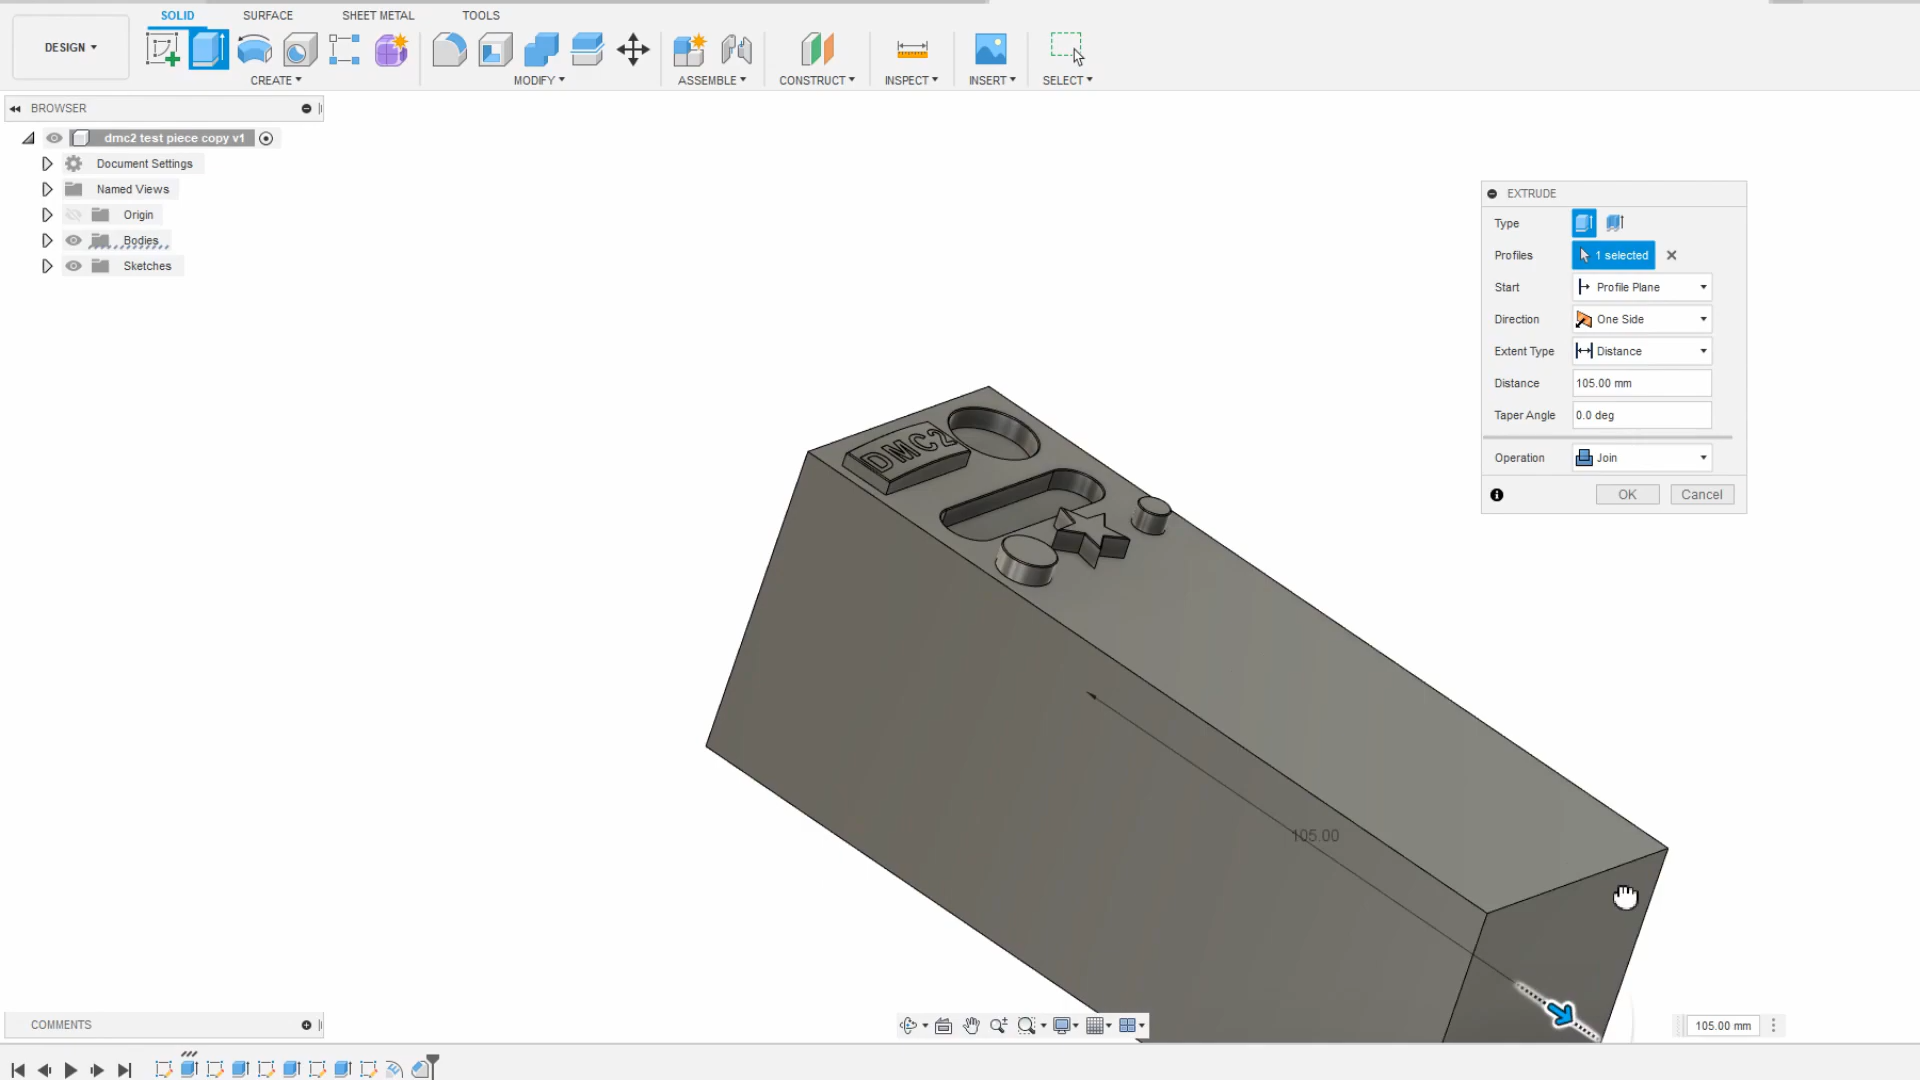 SOLID SURFACE SHEET METAL TOOLS
DESIGN
CREATE MODIFY ASSEMBLE CONSTRUCT INSPECT INSERT SELECT
BROWSER
dmc2 test piece copy v1
Document Settings
Named Views
Origin
Bodies
Sketches
EXTRUDE
Type
Profiles 1 selected
Start Profile Plane
Direction One Side
Extent Type Distance
Distance 105.00 mm
Taper Angle 0.0 deg
Operation Join
OK Cancel
DMC2
105.00
COMMENTS
105.00 mm